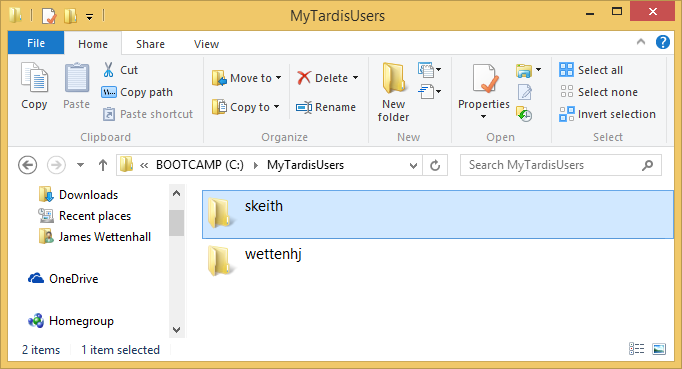 MyTardisUsers
File Home Share View
Copy
Paste
Cut
Copy path
Paste shortcut
Clipboard
Move to
Copy to
Delete
Rename
Organize
New
folder
New
Properties
Open
Select all
Select none
Invert selection
Select
« BOOTCAMP (C:) MyTardisUsers
Search MyTardisUsers
Downloads
Recent places
James Wettenhall
OneDrive
Homegroup
skeith
wettenhj
2 items 1 item selected